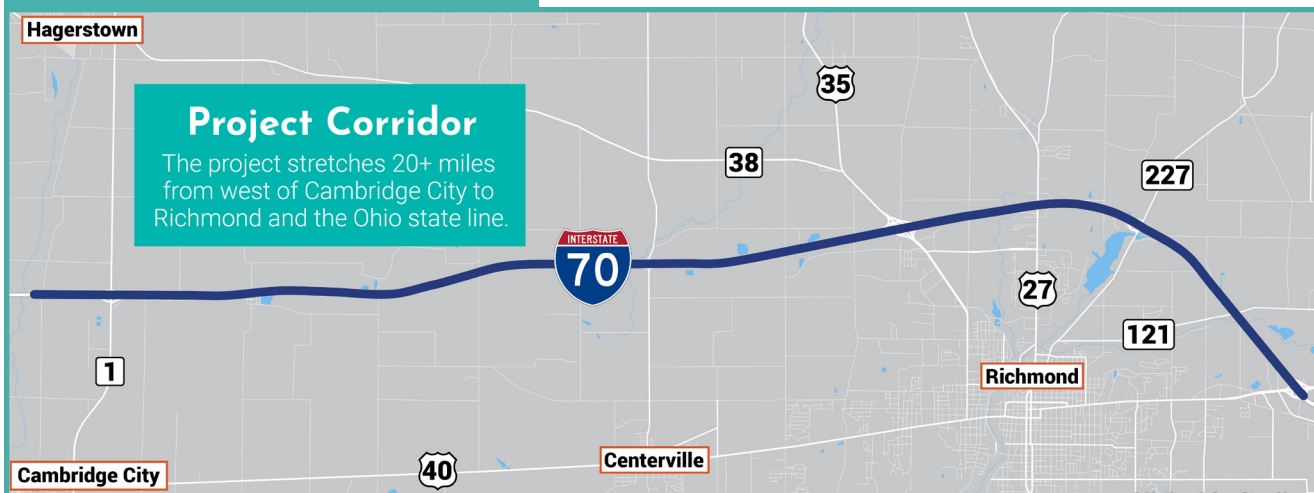 Hagerstown
Project Corridor
The project stretches 20+ miles
from west of Cambridge City to
Richmond and the Ohio state line.
35
38
227
INTERSTATE
70
27
121
1
Richmond
Centerville
40
Cambridge City